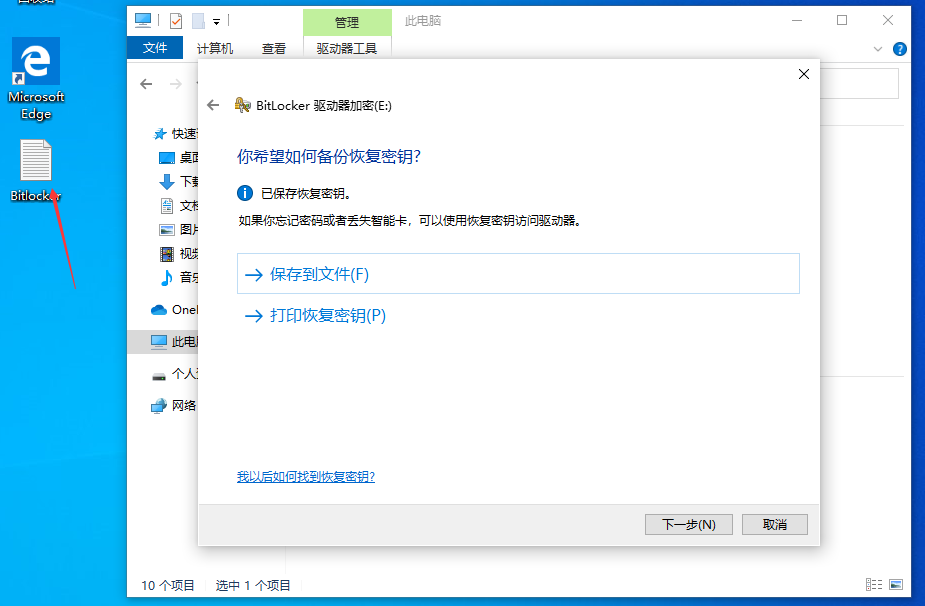 管理
此电脑
文件
计算机
查看
驱动器工具
Microsoft
Edge
Bitlocker
快速
桌面
下载
文档
图片
视频
音乐
OneD
此电脑
个人
网络
BitLocker 驱动器加密(E:)
你希望如何备份恢复密钥?
已保存恢复密钥。
如果你忘记密码或者丢失智能卡，可以使用恢复密钥访问驱动器。
保存到文件(F)
打印恢复密钥(P)
我以后如何找到恢复密钥?
下一步(N)
取消
10 个项目
选中 1 个项目